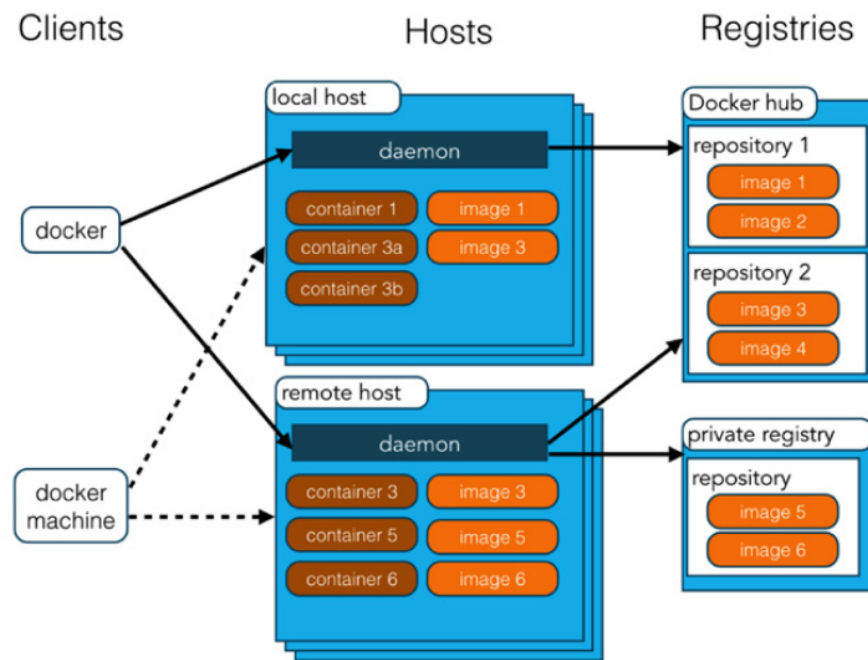 Clients
Hosts
Registries
local host
daemon
container 1
image 1
container 3a
image 3
container 3b
docker
docker
machine
remote host
daemon
container 3
image 3
container 5
image 5
container 6
image 6
Docker hub
repository 1
image 1
image 2
repository 2
image 3
image 4
private registry
repository
image 5
image 6